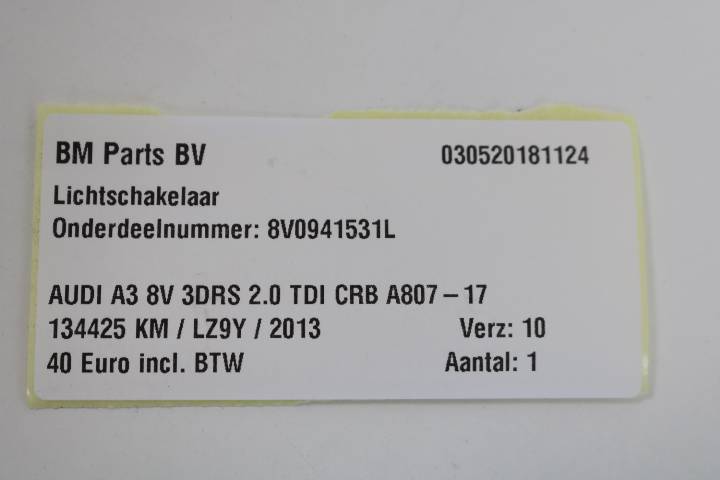 BM Parts BV 030520181124
Lichtschakelaar
Onderdeelnummer: 8V0941531L
AUDI A3 8V 3DRS 2.0 TDI CRB A807-17
134425 KM / LZ9Y / 2013 Verz: 10
40 Euro incl. BTW Aantal: 1